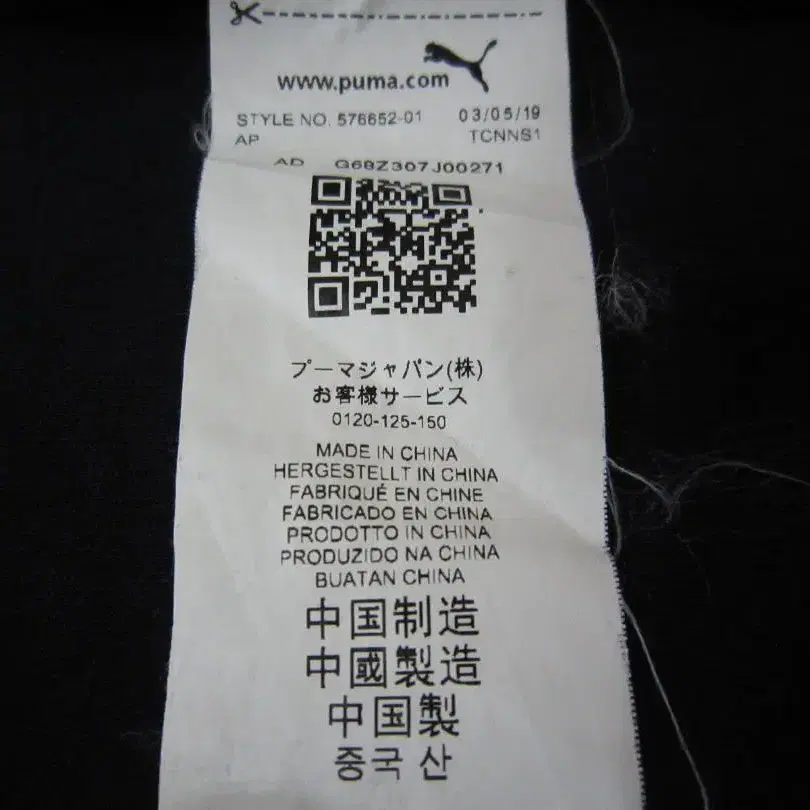 www.puma.com
STYLE NO. 576652-01 03/05/19
AP TCNNS1
AD G68Z307J00271
プーマジャパン(株)
お客様サービス
0120-125-150
MADE IN CHINA
HERGESTELLT IN CHINA
FABRIQUÉ EN CHINE
FABRICADO EN CHINA
PRODOTTO IN CHINA
PRODUZIDO NA CHINA
BUATAN CHINA
中国制造
中國製造
中国製
중국 산